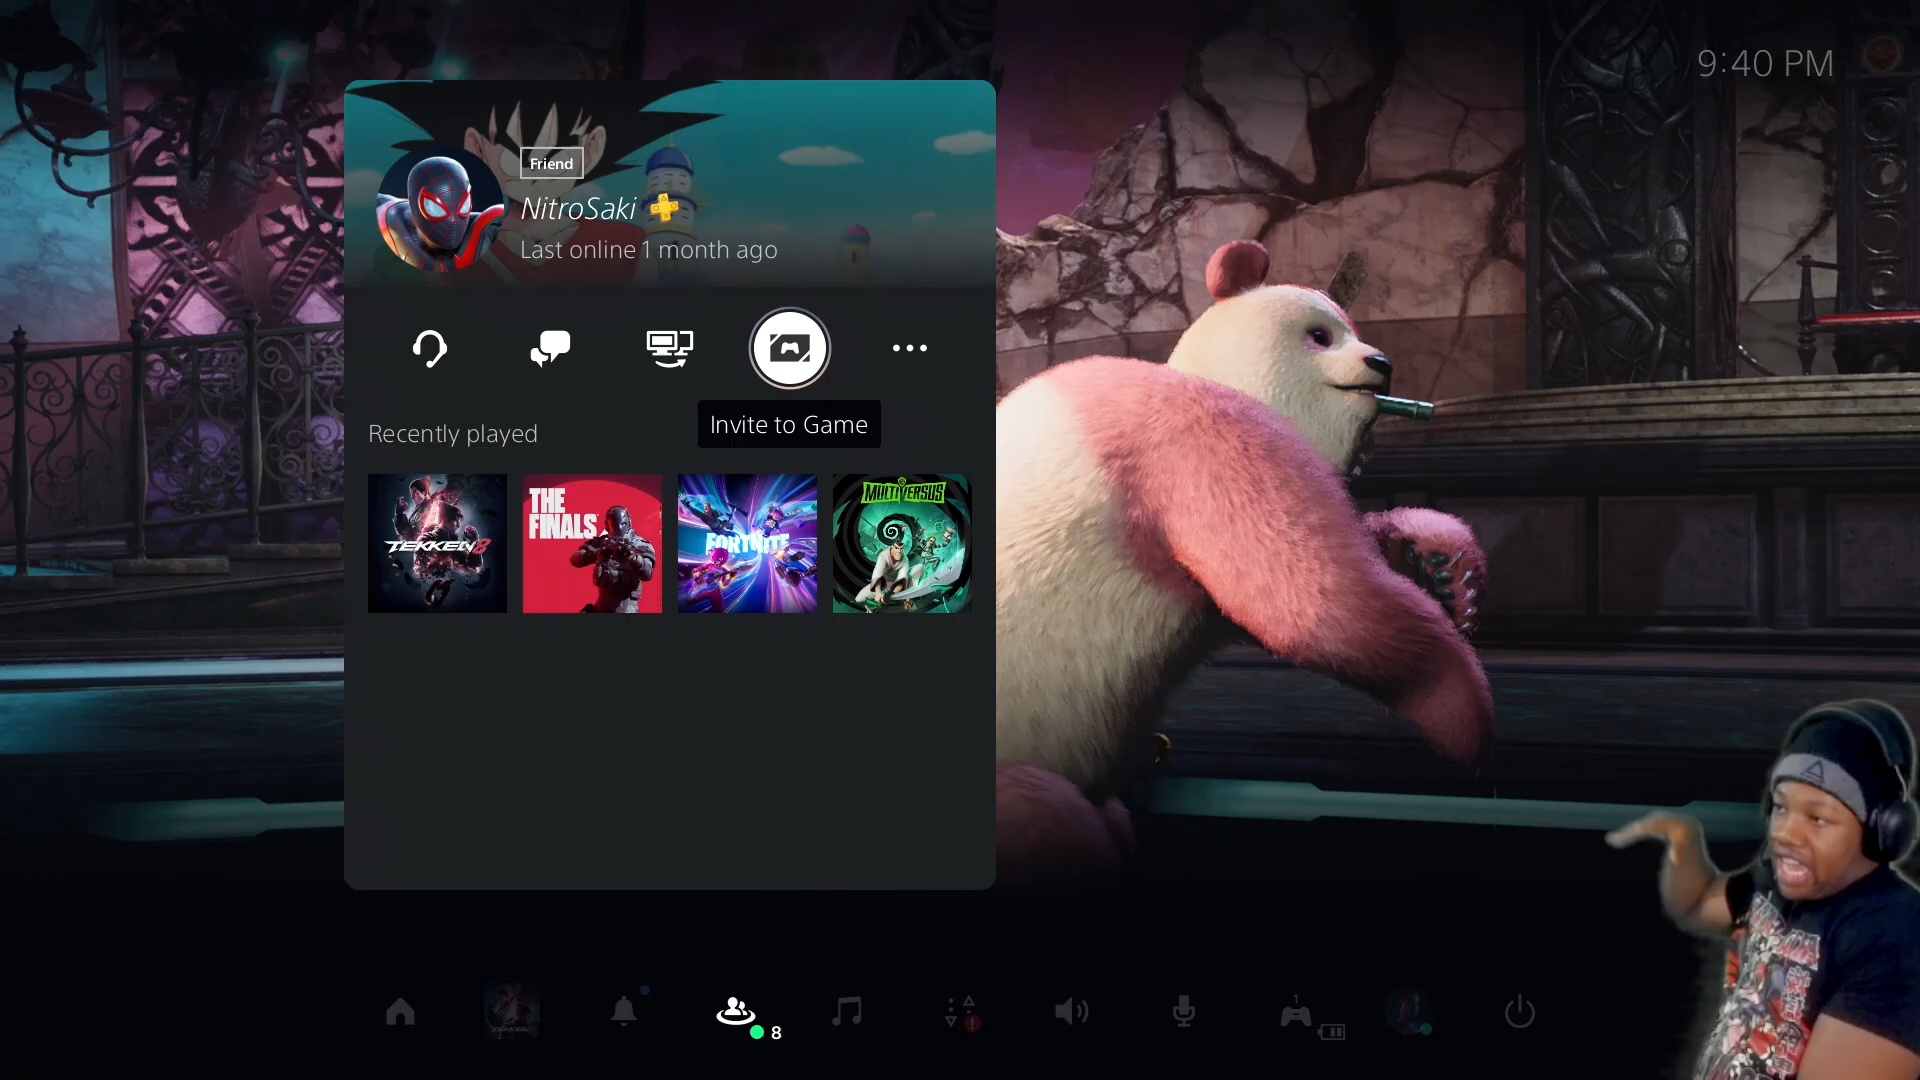 9:40 PM
Friend
NitroSaki
Last online 1 month ago
Invite to Game
Recently played
TEKKEN 8
THE
FINALS
FORTNITE
MULTIVERSUS
8
1